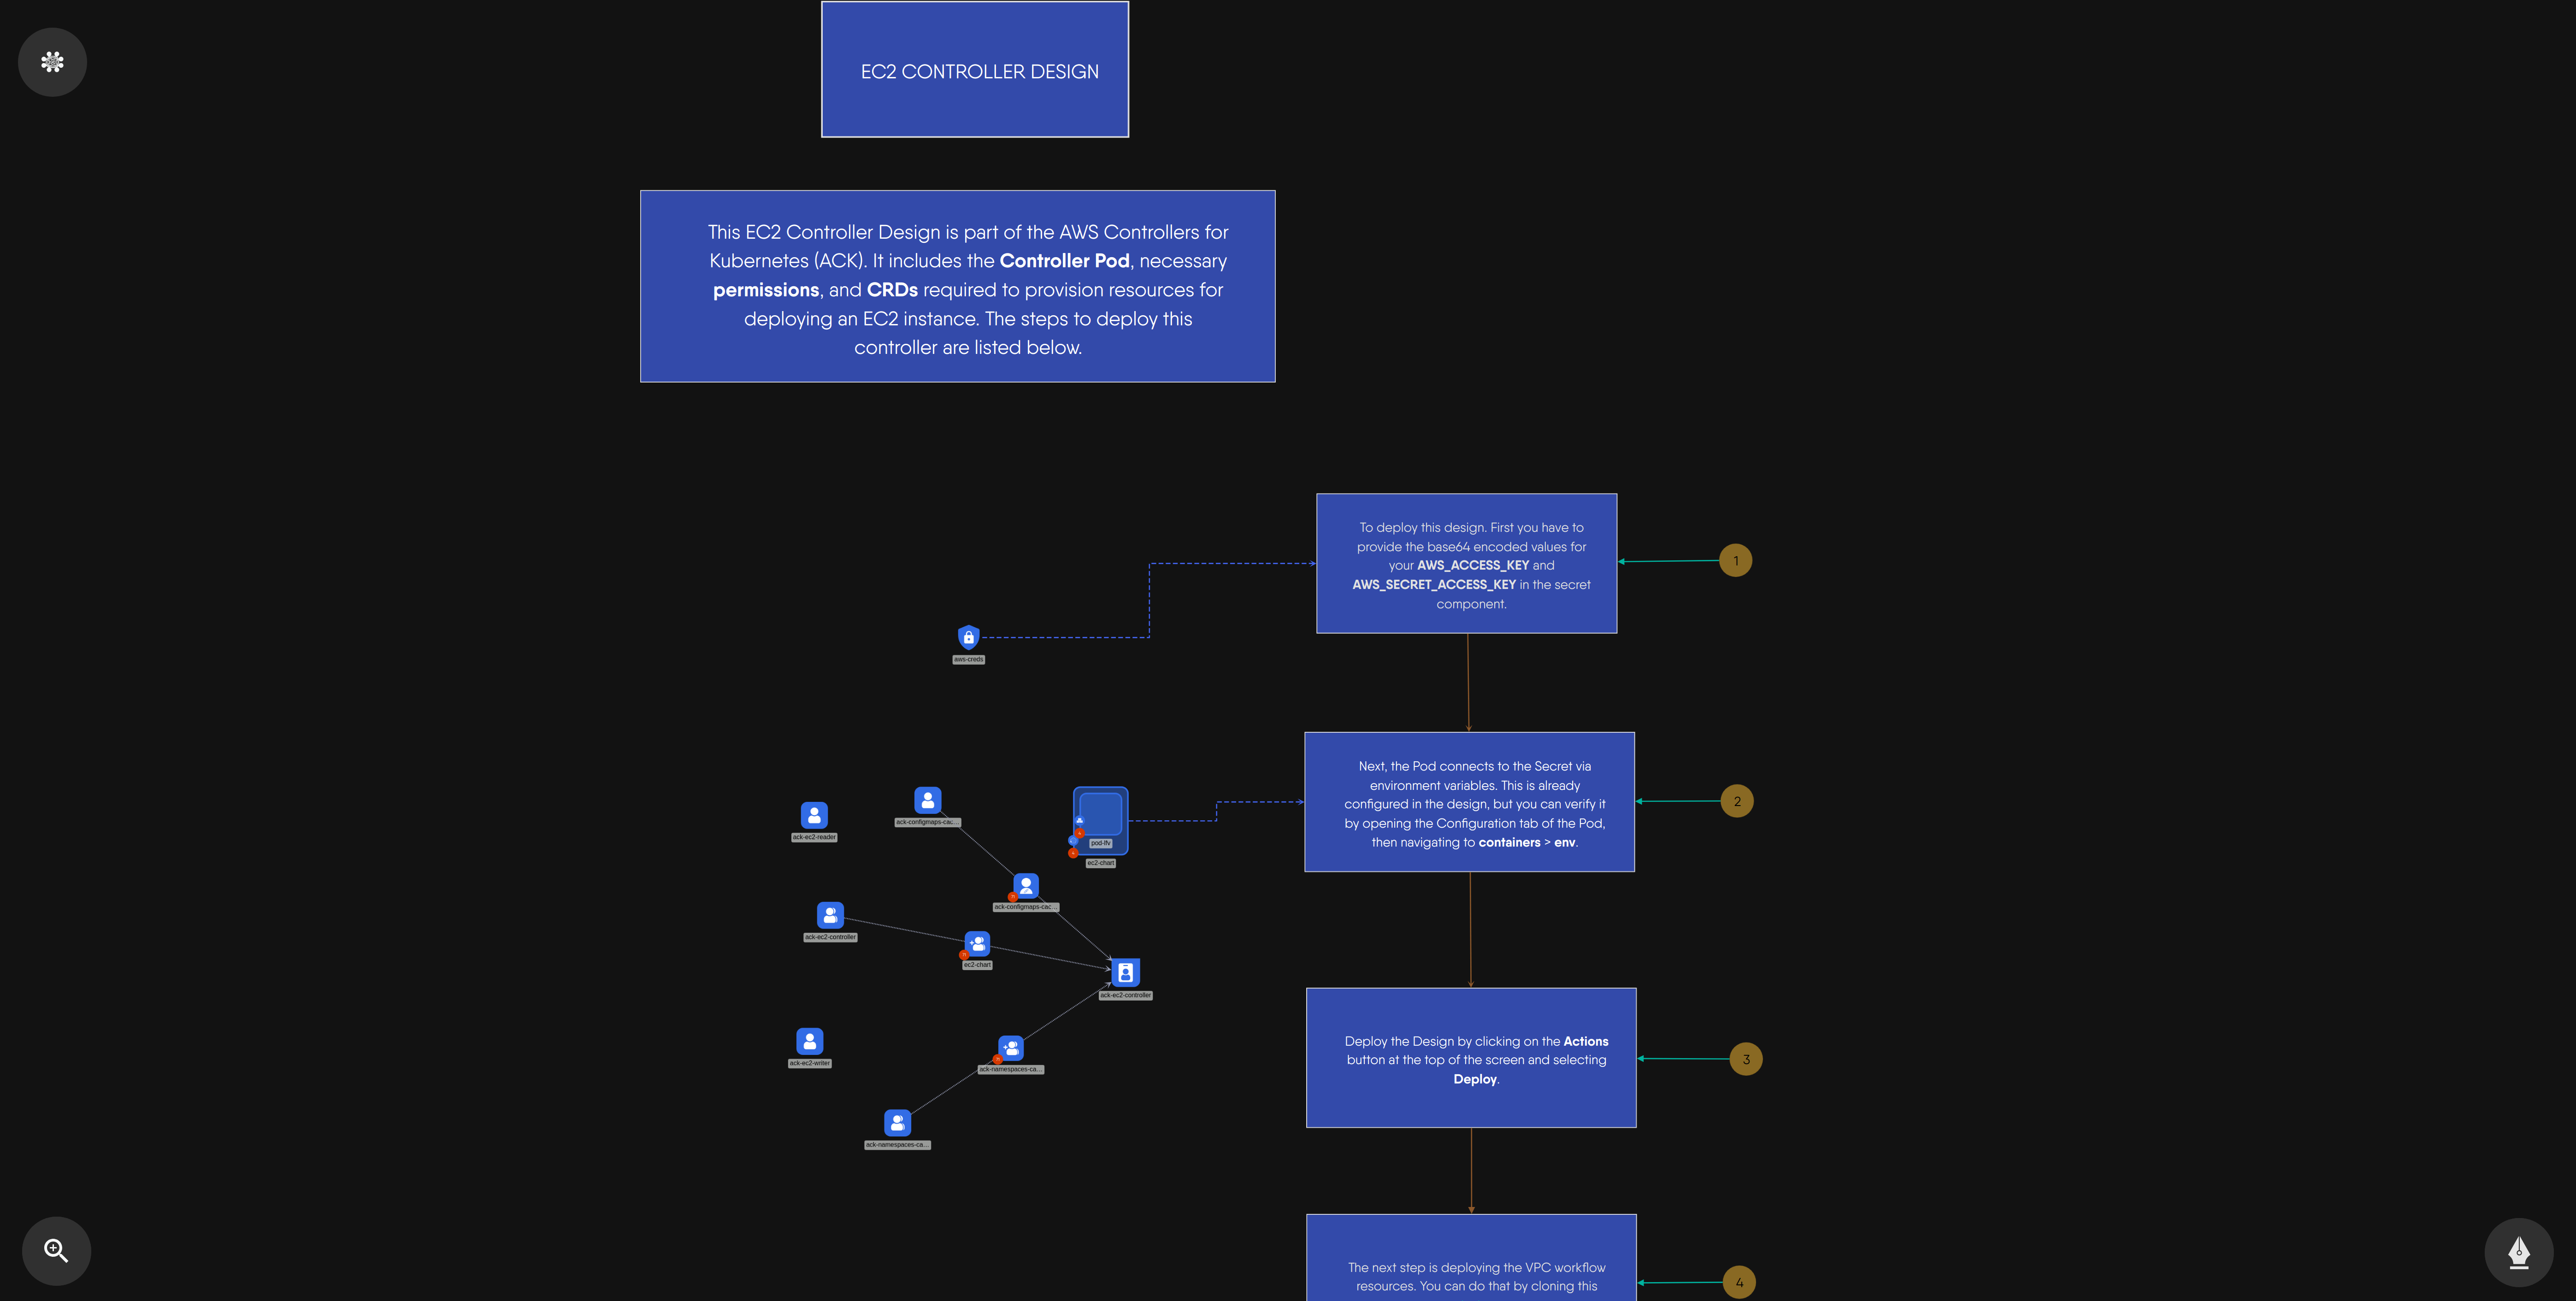 EC2 CONTROLLER DESIGN
This EC2 Controller Design is part of the AWS Controllers for
Kubernetes (ACK). It includes the Controller Pod, necessary
permissions, and CRDs required to provision resources for
deploying an EC2 instance. The steps to deploy this
controller are listed below.
To deploy this design. First you have to
provide the base64 encoded values for
your AWS_ACCESS_KEY and
AWS_SECRET_ACCESS_KEY in the secret
component.
1
aws-creds
Next, the Pod connects to the Secret via
environment variables. This is already
configured in the design, but you can verify it
by opening the Configuration tab of the Pod,
then navigating to containers > env.
2
ack-configmaps-cac...
ack-ec2-reader
pod-lfv
ec2-chart
ack-configmaps-cac...
ack-ec2-controller
ec2-chart
ack-ec2-controller
Deploy the Design by clicking on the Actions
button at the top of the screen and selecting
Deploy.
3
ack-ec2-writer
ack-namespaces-ca...
ack-namespaces-ca...
The next step is deploying the VPC workflow
resources. You can do that by cloning this
4